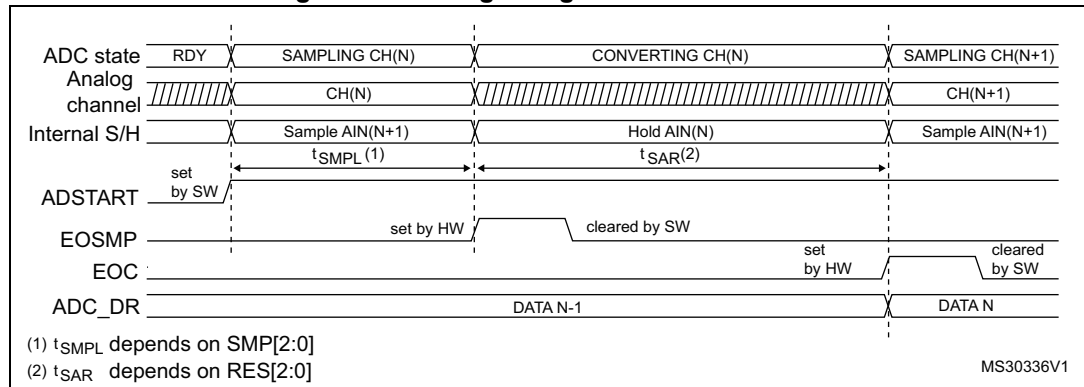 ADC state RDY SAMPLING CH(N) CONVERTING CH(N) SAMPLING CH(N+1)
Analog channel CH(N) CH(N+1)
Internal S/H Sample AIN(N+1) Hold AIN(N) Sample AIN(N+1)
tSMPL(1) tSAR(2)
ADSTART set by SW
EOSMP set by HW cleared by SW
EOC set by HW cleared by SW
ADC_DR DATA N-1 DATA N
(1) tSMPL depends on SMP[2:0]
(2) tSAR depends on RES[2:0]
MS30336V1